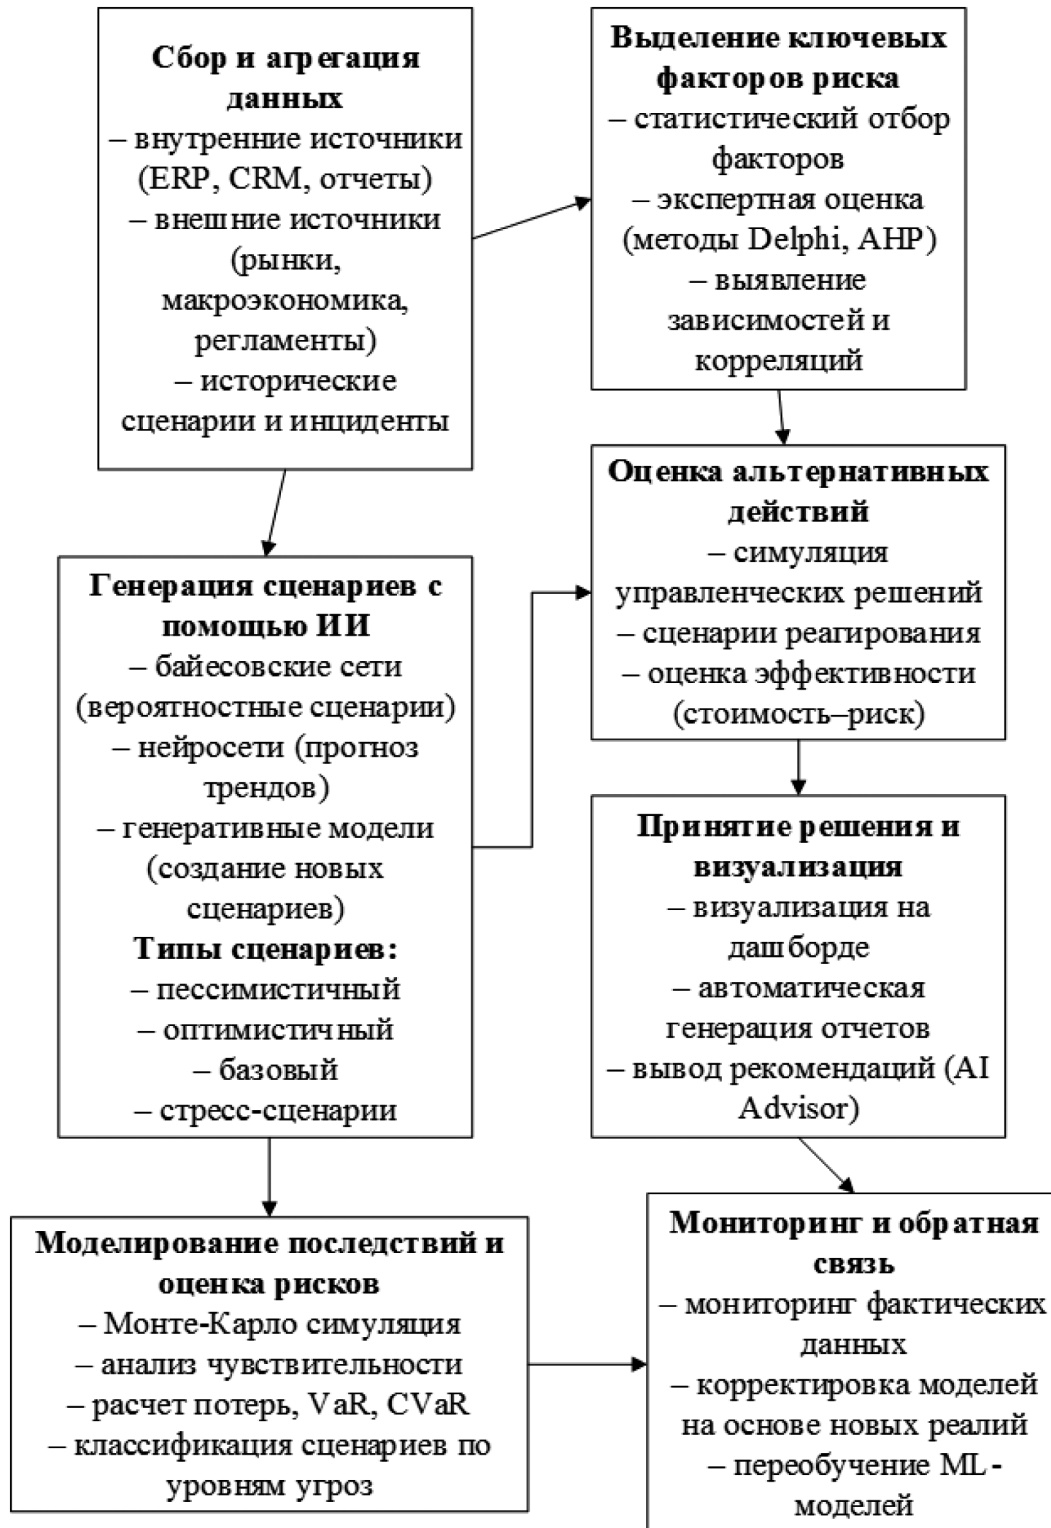 Сбор и агрегация
данных
– внутренние источники
(ERP, CRM, отчеты)
– внешние источники
(рынки,
макроэкономика,
регламенты)
– исторические
сценарии и инциденты
Выделение ключевых
факторов риска
– статистический отбор
факторов
– экспертная оценка
(методы Delphi, AHP)
– выявление
зависимостей и
корреляций
Генерация сценариев с
помощью ИИ
– байесовские сети
(вероятностные сценарии)
– нейросети (прогноз
трендов)
– генеративные модели
(создание новых
сценариев)
Типы сценариев:
– пессимистичный
– оптимистичный
– базовый
– стресс-сценарии
Оценка альтернативных
действий
– симуляция
управленческих решений
– сценарии реагирования
– оценка эффективности
(стоимость–риск)
Принятие решения и
визуализация
– визуализация на
дашборде
– автоматическая
генерация отчетов
– вывод рекомендаций (AI
Advisor)
Моделирование последствий и
оценка рисков
– Монте-Карло симуляция
– анализ чувствительности
– расчет потерь, VaR, CVaR
– классификация сценариев по
уровням угроз
Мониторинг и обратная
связь
– мониторинг фактических
данных
– корректировка моделей
на основе новых реалий
– переобучение ML-
моделей